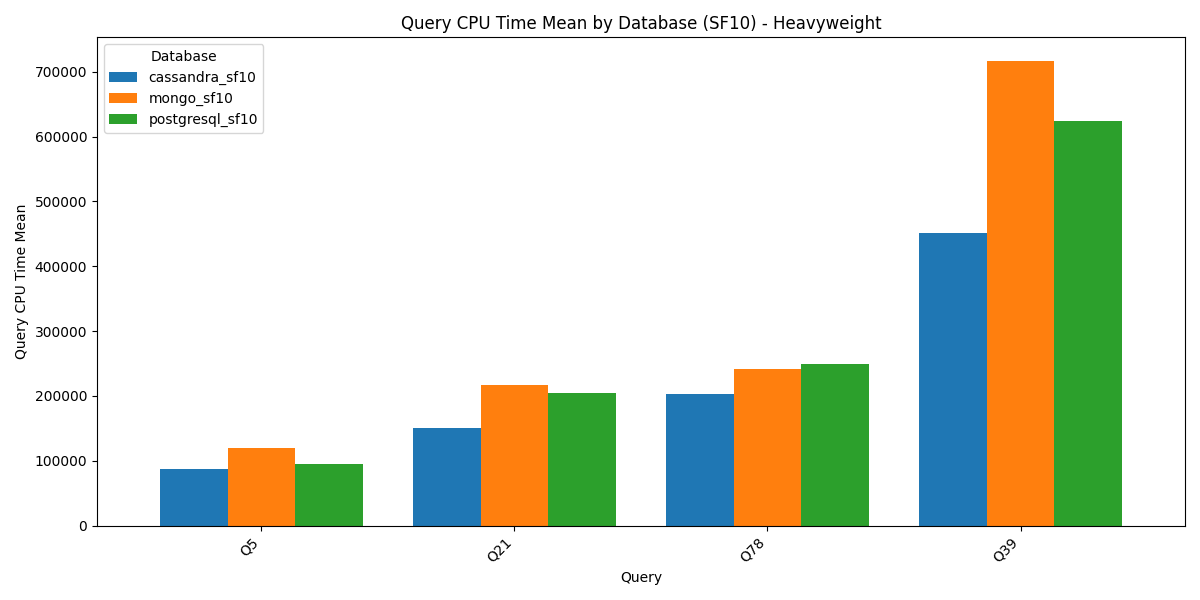 Query CPU Time Mean by Database (SF10) - Heavyweight
Database
cassandra_sf10
mongo_sf10
postgresql_sf10
Query CPU Time Mean
700000
600000
500000
400000
300000
200000
100000
0
Q5
Q21
Q78
Q39
Query